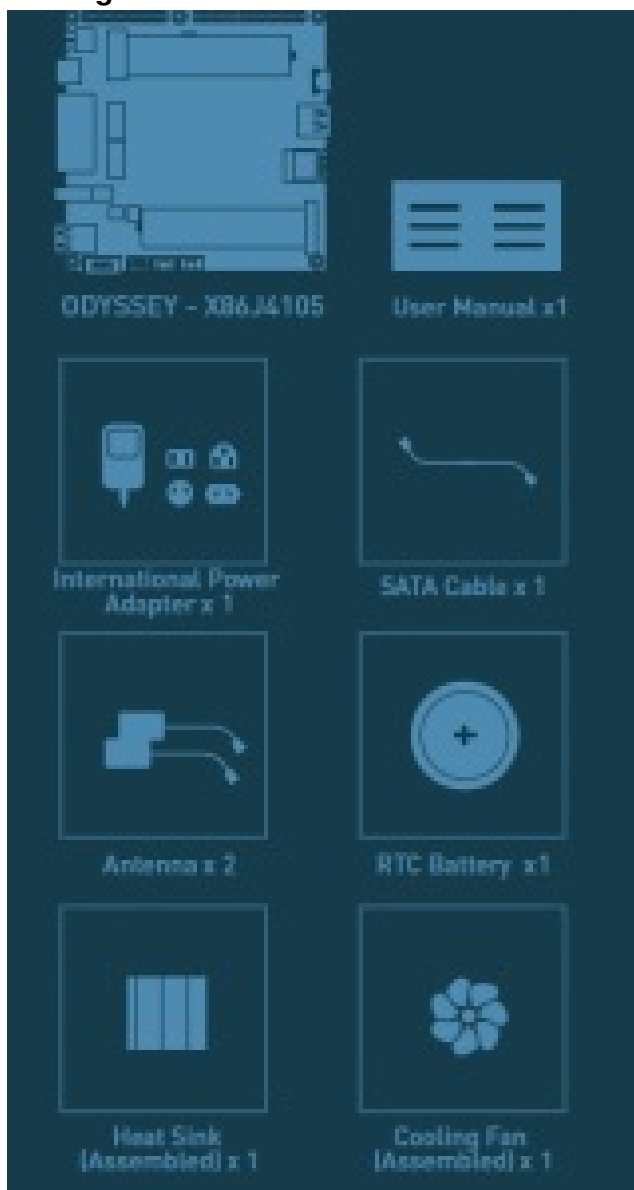 ODYSSEY - X86J4105
User Manual x1
International Power
Adapter x 1
SATA Cable x 1
Antenna x 2
RTC Battery x1
Heat Sink
(Assembled) x 1
Cooling Fan
(Assembled) x 1